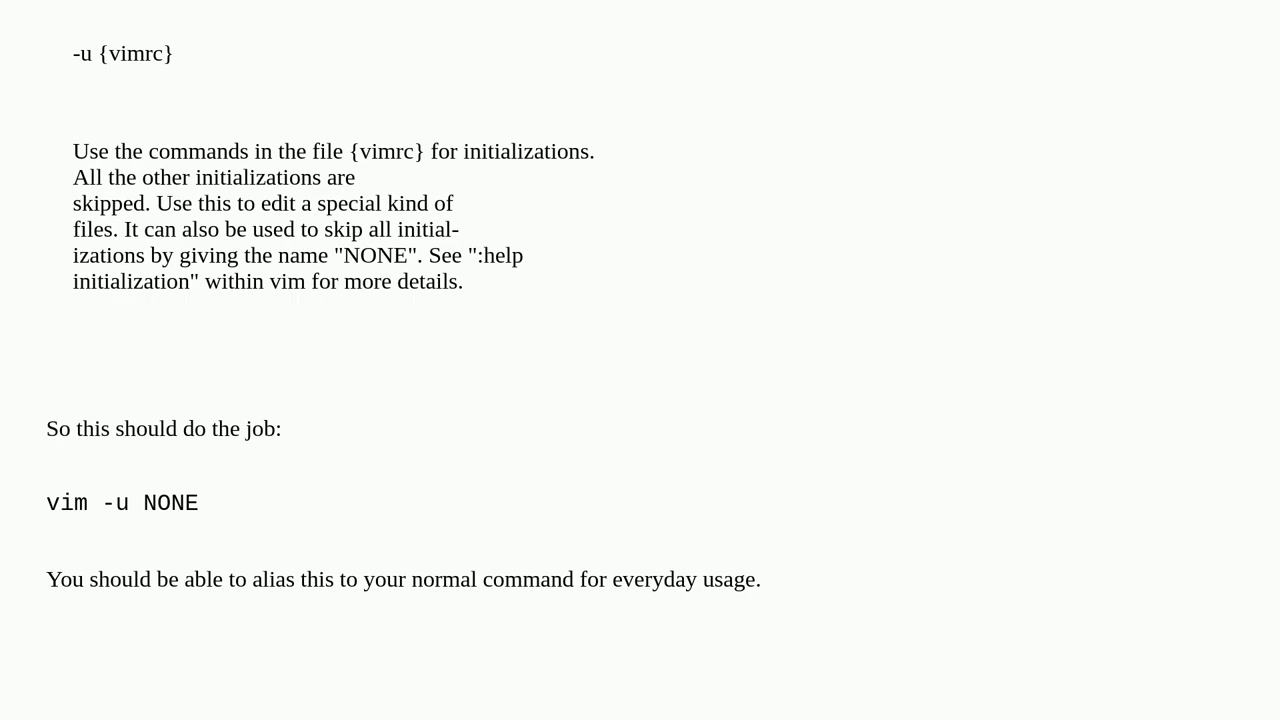 -u {vimrc}
Use the commands in the file {vimrc} for initializations.
All the other initializations are
skipped. Use this to edit a special kind of
files. It can also be used to skip all initial-
izations by giving the name "NONE". See ":help
initialization" within vim for more details.
So this should do the job:
vim -u NONE
You should be able to alias this to your normal command for everyday usage.